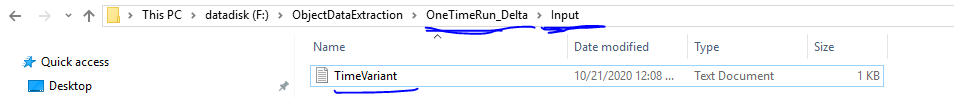 This PC > datadisk (F:) > ObjectDataExtraction > OneTimeRun_Delta > Input
Name Date modified Type Size
Quick access
TimeVariant 10/21/2020 12:08 ... Text Document 1 KB
Desktop